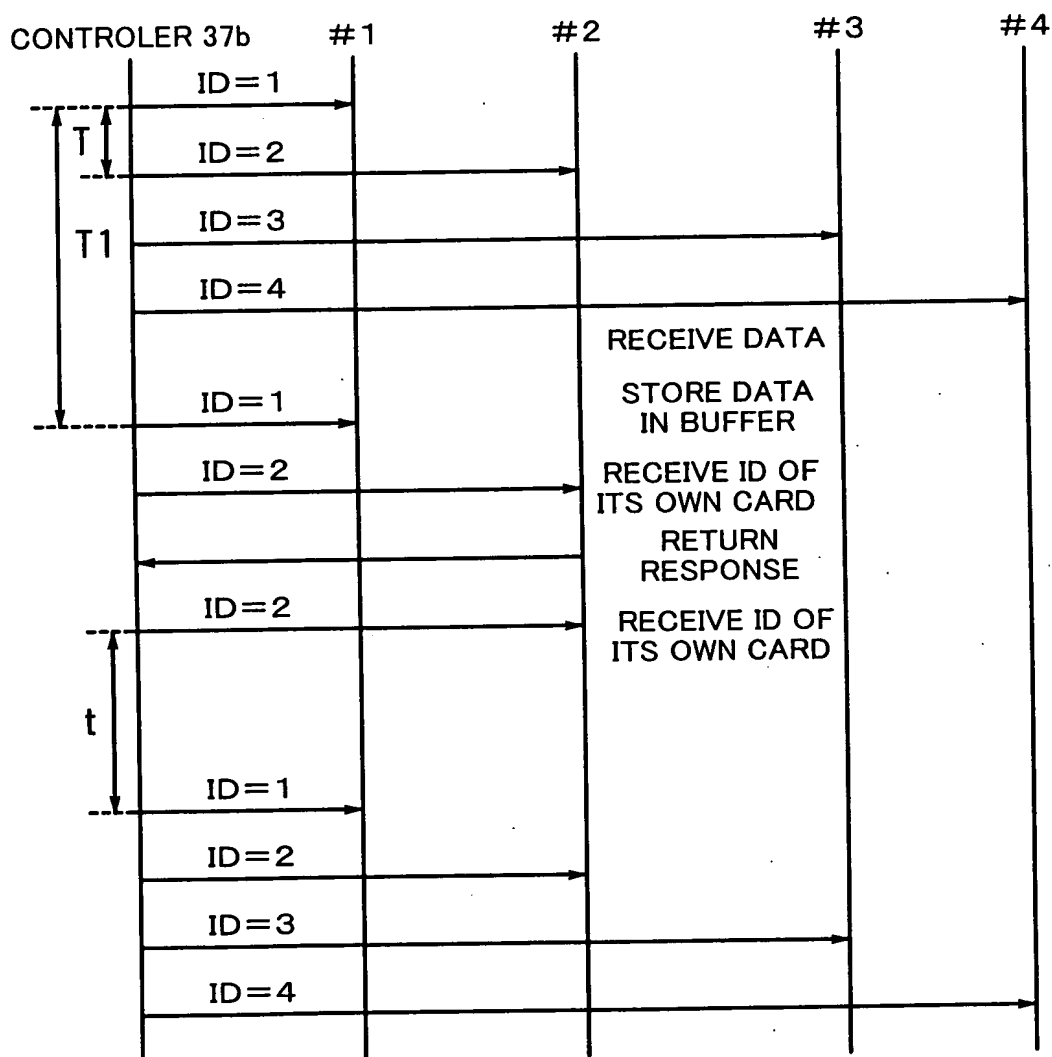 CONTROLER 37b #1 #2 #3 #4
ID=1
T
ID=2
ID=3
T1
ID=4
RECEIVE DATA
STORE DATA
IN BUFFER
ID=1
ID=2
RECEIVE ID OF
ITS OWN CARD
RETURN
RESPONSE
ID=2
RECEIVE ID OF
ITS OWN CARD
t
ID=1
ID=2
ID=3
ID=4